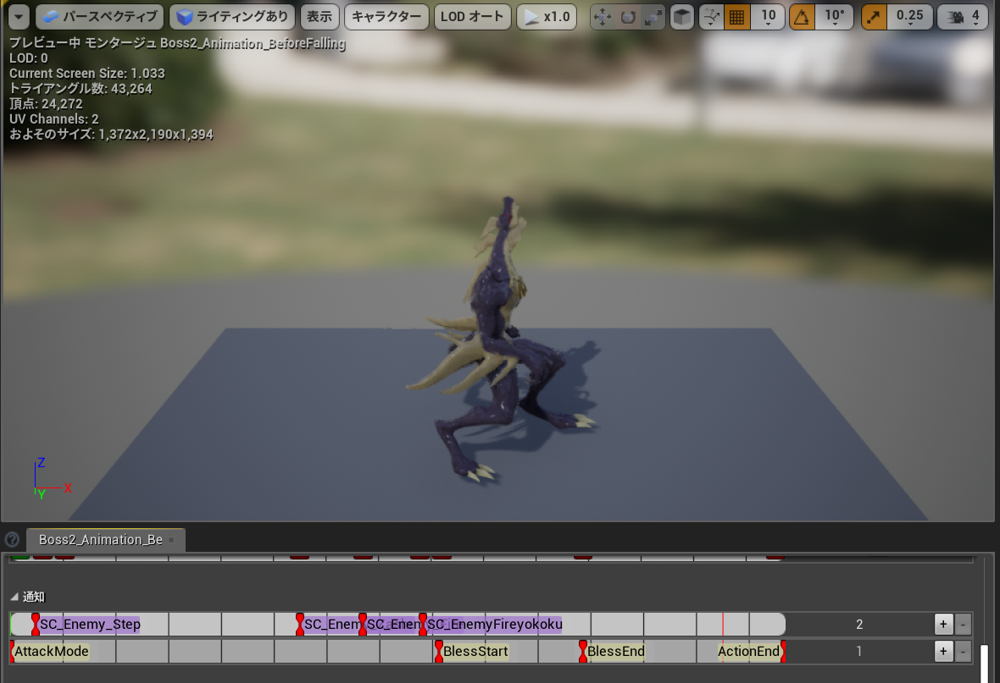 パースペクティブ ライティングあり 表示 キャラクター LOD オート x1.0 10 10° 0.25 4
プレビュー中 モンタージュ Boss2_Animation_BeforeFalling
LOD: 0
Current Screen Size: 1.033
トライアングル数: 43,264
頂点: 24,272
UV Channels: 2
およそのサイズ: 1,372x2,190x1,394
Z
X
Y
Boss2_Animation_Be ×
通知
SC_Enemy_Step SC_Enem SC_Enem SC_EnemyFireyokoku 2 + -
AttackMode BlessStart BlessEnd ActionEnd 1 + -